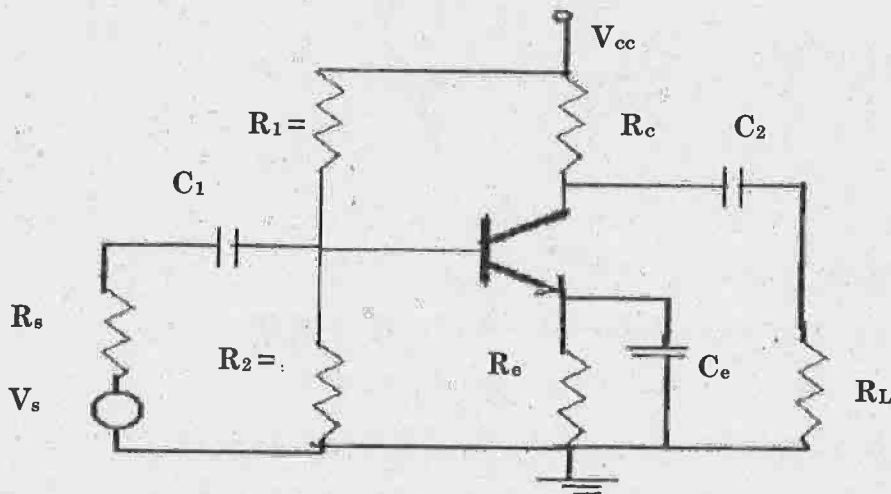 Vcc
R1=
Rc
C2
C1
Rs
R2=
Re
Ce
Vs
RL